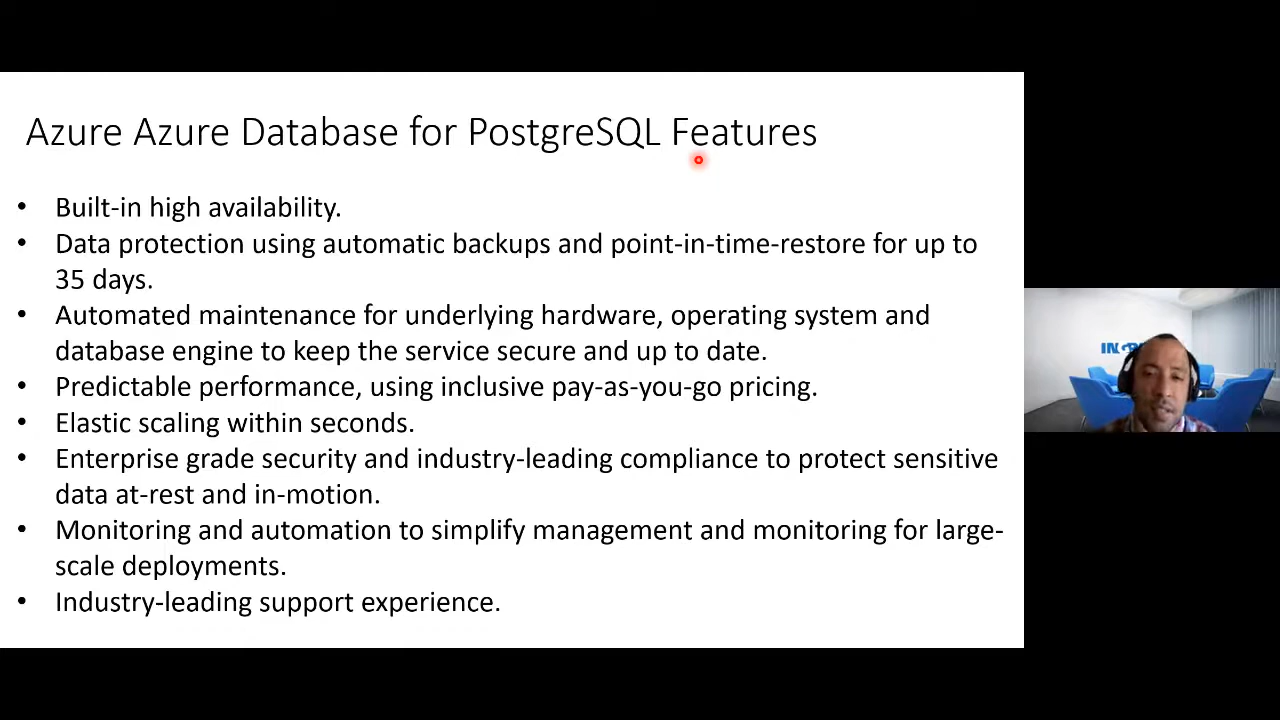 Azure Azure Database for PostgreSQL Features
• Built-in high availability.
• Data protection using automatic backups and point-in-time-restore for up to
35 days.
• Automated maintenance for underlying hardware, operating system and
database engine to keep the service secure and up to date.
• Predictable performance, using inclusive pay-as-you-go pricing.
• Elastic scaling within seconds.
• Enterprise grade security and industry-leading compliance to protect sensitive
data at-rest and in-motion.
• Monitoring and automation to simplify management and monitoring for large-
scale deployments.
• Industry-leading support experience.